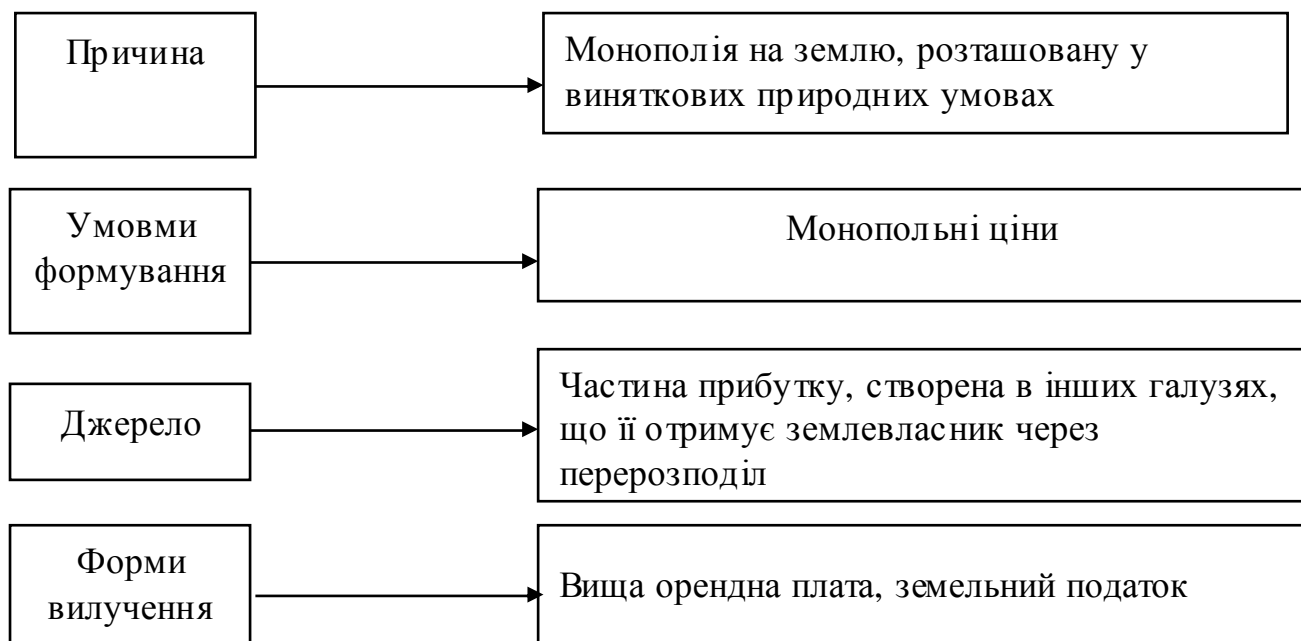 Причина
Монополія на землю, розташовану у
виняткових природних умовах
Умовми
формування
Монопольні ціни
Джерело
Частина прибутку, створена в інших галузях,
що її отримує землевласник через
перерозподіл
Форми
вилучення
Вища орендна плата, земельний податок